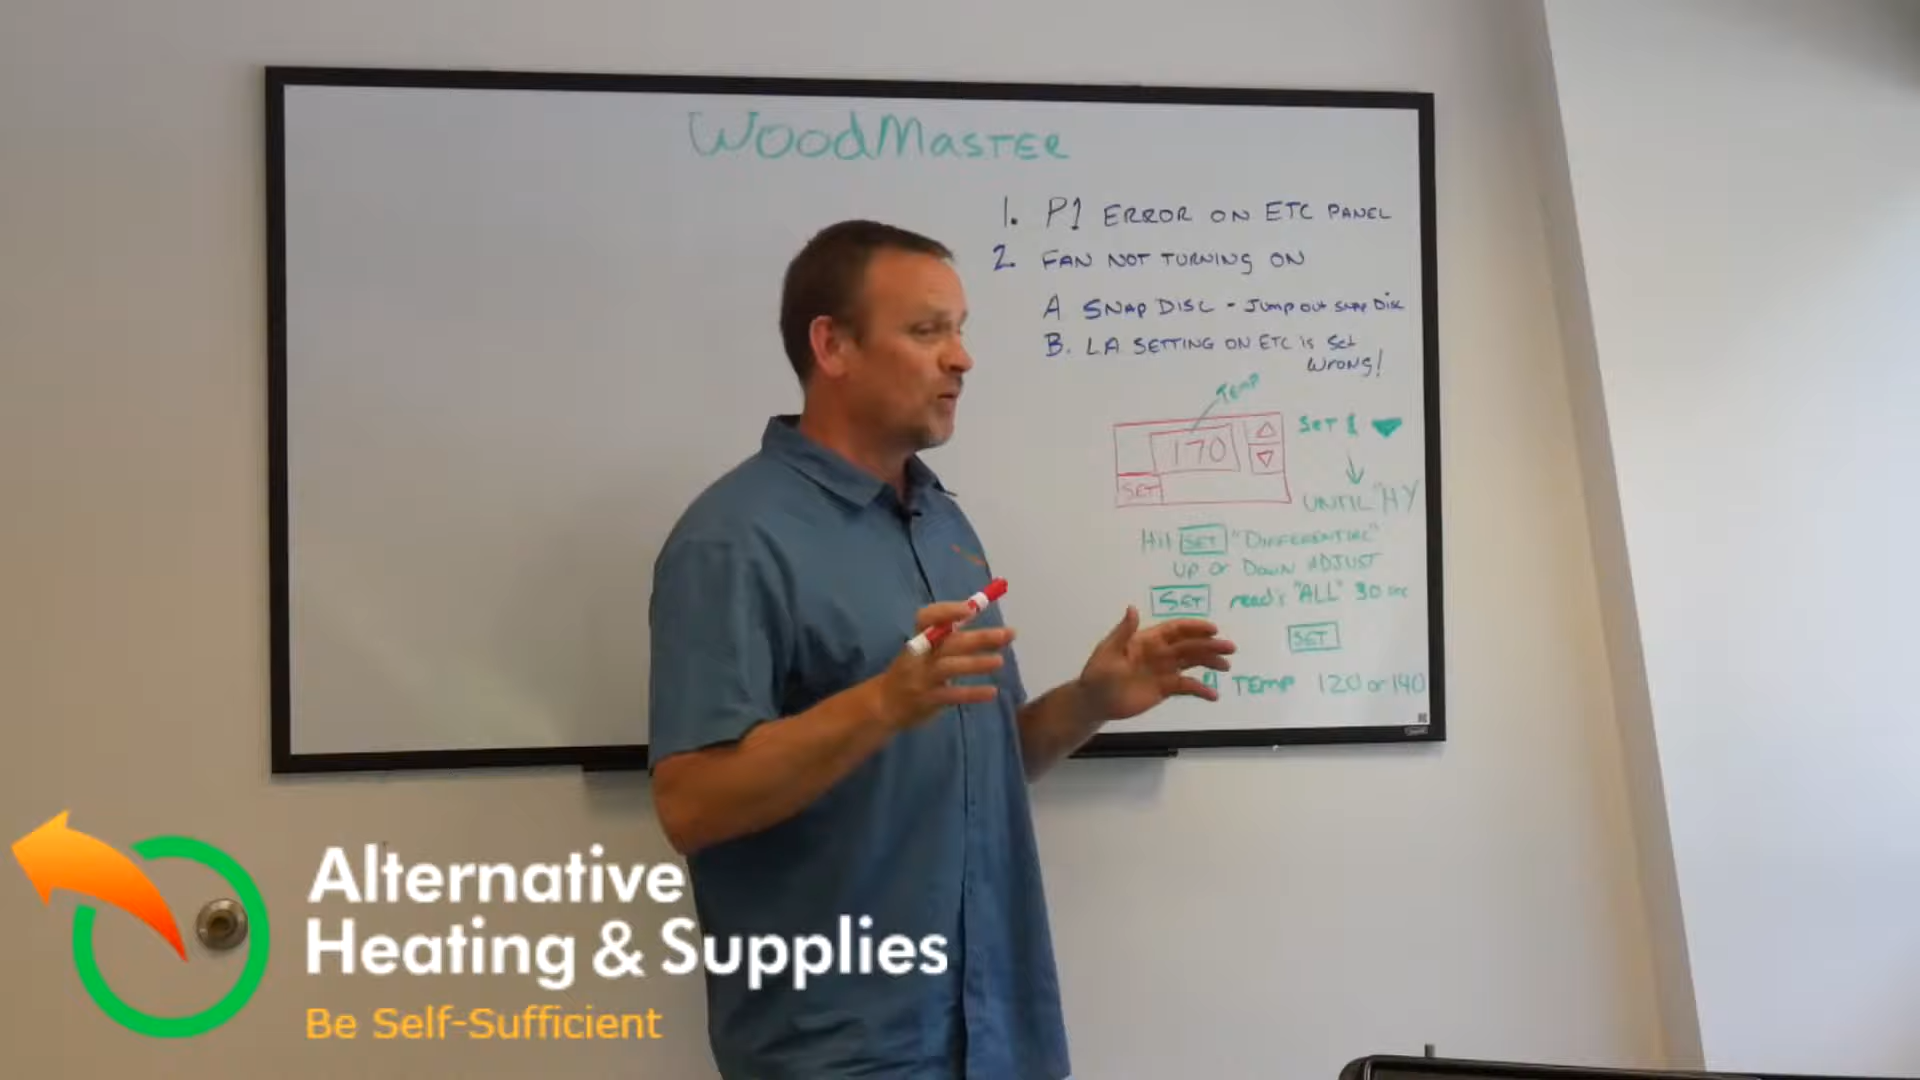 WoodMaster
1. P1 ERROR ON ETC PANEL
2 FAN NOT TURNING ON
A SNAP DISC - Jump out snap Disc
B. LA SETTING ON ETC is Set
Wrong!
TEMP
170
SET
SET & ▼
UNTIL "HY
Hit SET "DIFFERENTIAL"
UP or Down ADJUST
SET read's "ALL" 30 sec
SET
A TEMP 120 or 140
Alternative
Heating & Supplies
Be Self-Sufficient